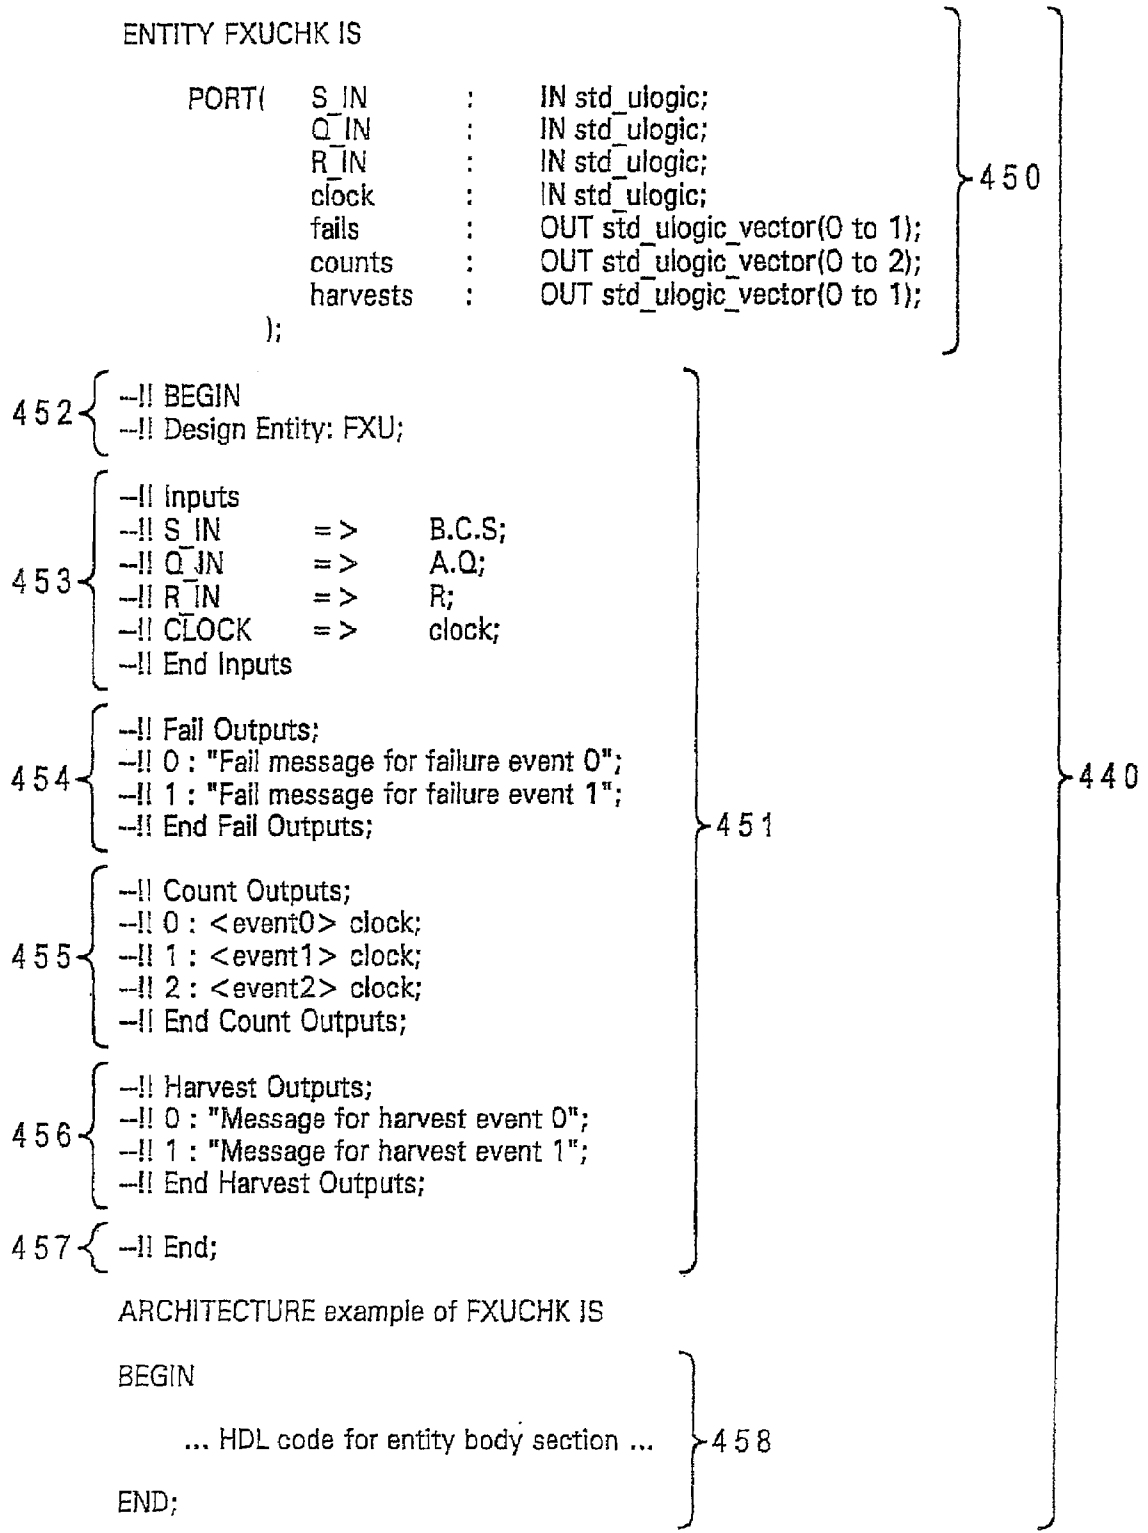 ENTITY FXUCHK IS
PORT( S_IN : IN std_ulogic;
Q_IN : IN std_ulogic;
R_IN : IN std_ulogic;
clock : IN std_ulogic;
fails : OUT std_ulogic_vector(0 to 1);
counts : OUT std_ulogic_vector(0 to 2);
harvests : OUT std_ulogic_vector(0 to 1);
);
450
452
--!! BEGIN
--!! Design Entity: FXU;
453
--!! Inputs
--!! S_IN => B.C.S;
--!! Q_IN => A.Q;
--!! R_IN => R;
--!! CLOCK => clock;
--!! End Inputs
454
--!! Fail Outputs;
--!! 0 : "Fail message for failure event 0";
--!! 1 : "Fail message for failure event 1";
--!! End Fail Outputs;
451
440
455
--!! Count Outputs;
--!! 0 : <event0> clock;
--!! 1 : <event1> clock;
--!! 2 : <event2> clock;
--!! End Count Outputs;
456
--!! Harvest Outputs;
--!! 0 : "Message for harvest event 0";
--!! 1 : "Message for harvest event 1";
--!! End Harvest Outputs;
457
--!! End;
ARCHITECTURE example of FXUCHK IS
BEGIN
... HDL code for entity body section ...
458
END;